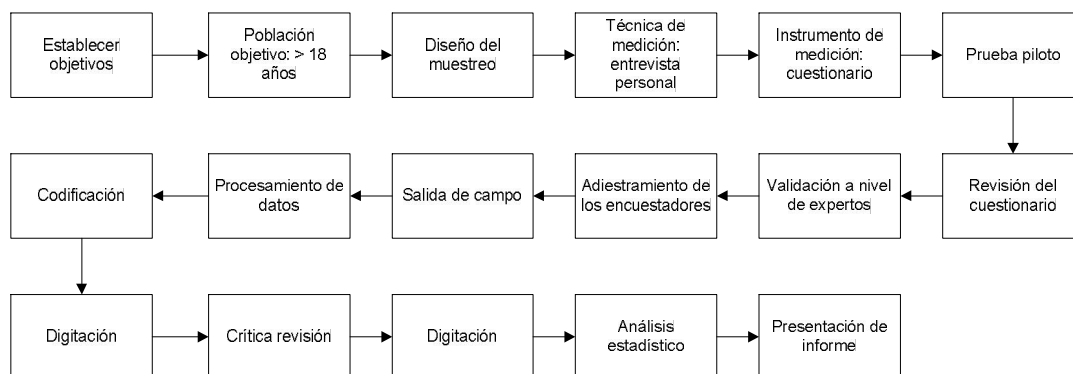 Establecer
objetivos
Población
objetivo: > 18
años
Diseño del
muestreo
Técnica de
medición:
entrevista
personal
Instrumento de
medición:
cuestionario
Prueba piloto
Revisión del
cuestionario
Validación a nivel
de expertos
Adiestramiento de
los encuestadores
Salida de campo
Procesamiento de
datos
Codificación
Digitación
Crítica revisión
Digitación
Análisis
estadístico
Presentación de
informe